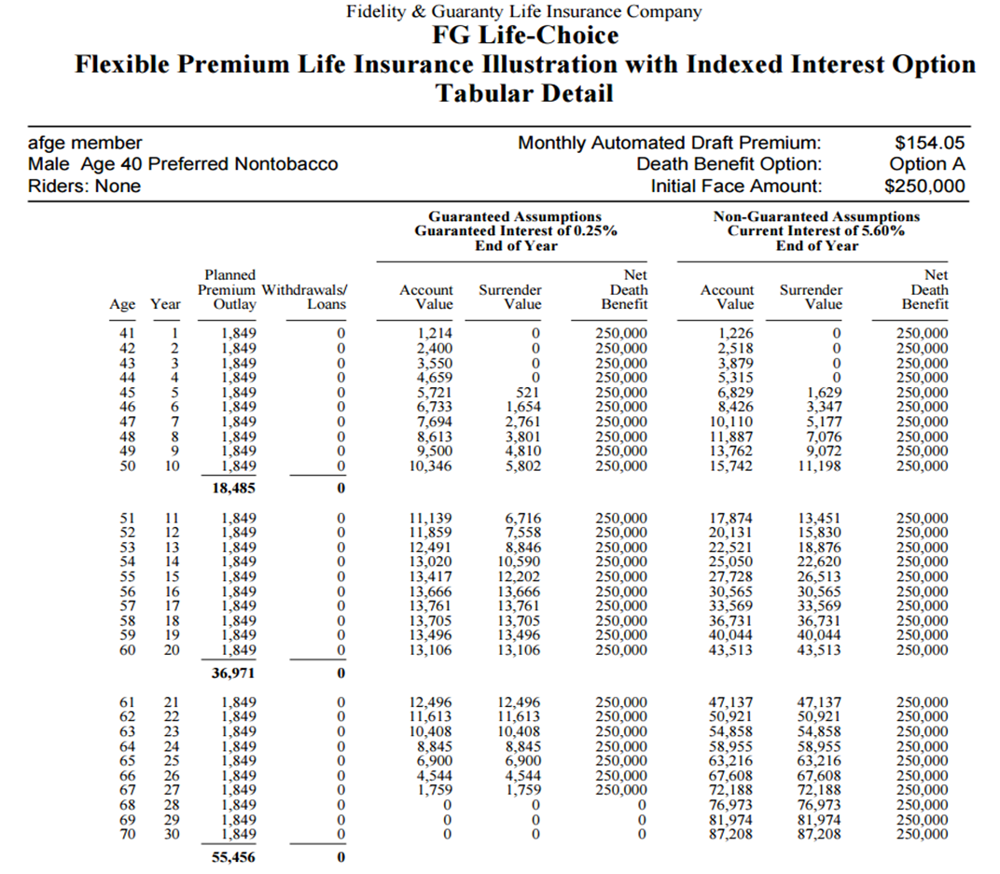 Fidelity & Guaranty Life Insurance Company
FG Life-Choice
Flexible Premium Life Insurance Illustration with Indexed Interest Option
Tabular Detail
afge member Monthly Automated Draft Premium: $154.05
Male Age 40 Preferred Nontobacco Death Benefit Option: Option A
Riders: None Initial Face Amount: $250,000
Guaranteed Assumptions Non-Guaranteed Assumptions
Guaranteed Interest of 0.25% Current Interest of 5.60%
End of Year End of Year
Planned Net Net
Premium Withdrawals/ Account Surrender Death Account Surrender Death
Age Year Outlay Loans Value Value Benefit Value Value Benefit
41 1 1,849 0 1,214 0 250,000 1,226 0 250,000
42 2 1,849 0 2,400 0 250,000 2,518 0 250,000
43 3 1,849 0 3,550 0 250,000 3,879 0 250,000
44 4 1,849 0 4,659 0 250,000 5,315 0 250,000
45 5 1,849 0 5,721 521 250,000 6,829 1,629 250,000
46 6 1,849 0 6,733 1,654 250,000 8,426 3,347 250,000
47 7 1,849 0 7,694 2,761 250,000 10,110 5,177 250,000
48 8 1,849 0 8,613 3,801 250,000 11,887 7,076 250,000
49 9 1,849 0 9,500 4,810 250,000 13,762 9,072 250,000
50 10 1,849 0 10,346 5,802 250,000 15,742 11,198 250,000
18,485 0
51 11 1,849 0 11,139 6,716 250,000 17,874 13,451 250,000
52 12 1,849 0 11,859 7,558 250,000 20,131 15,830 250,000
53 13 1,849 0 12,491 8,846 250,000 22,521 18,876 250,000
54 14 1,849 0 13,020 10,590 250,000 25,050 22,620 250,000
55 15 1,849 0 13,417 12,202 250,000 27,728 26,513 250,000
56 16 1,849 0 13,666 13,666 250,000 30,565 30,565 250,000
57 17 1,849 0 13,761 13,761 250,000 33,569 33,569 250,000
58 18 1,849 0 13,705 13,705 250,000 36,731 36,731 250,000
59 19 1,849 0 13,496 13,496 250,000 40,044 40,044 250,000
60 20 1,849 0 13,106 13,106 250,000 43,513 43,513 250,000
36,971 0
61 21 1,849 0 12,496 12,496 250,000 47,137 47,137 250,000
62 22 1,849 0 11,613 11,613 250,000 50,921 50,921 250,000
63 23 1,849 0 10,408 10,408 250,000 54,858 54,858 250,000
64 24 1,849 0 8,845 8,845 250,000 58,955 58,955 250,000
65 25 1,849 0 6,900 6,900 250,000 63,216 63,216 250,000
66 26 1,849 0 4,544 4,544 250,000 67,608 67,608 250,000
67 27 1,849 0 1,759 1,759 250,000 72,188 72,188 250,000
68 28 1,849 0 0 0 0 76,973 76,973 250,000
69 29 1,849 0 0 0 0 81,974 81,974 250,000
70 30 1,849 0 0 0 0 87,208 87,208 250,000
55,456 0